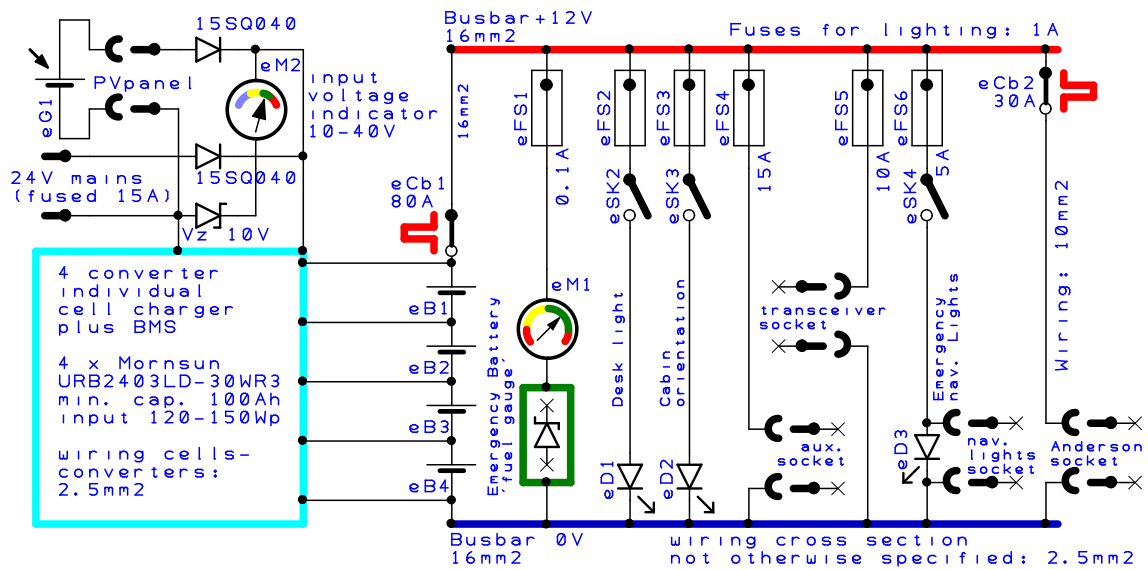 15SQ040
Busbar+12V
16mm2
Fuses for lighting: 1A
eM2
PVpanel
eG1
input
voltage
indicator
10-40V
16mm2
eFS1
eFS2
eFS3
eFS4
eFS5
eFS6
eCb2
30A
0.1A
15A
10A
5A
24V mains
(fused 15A)
15SQ040
Vz 10V
eCb1
80A
eSK2
eSK3
eSK4
Wiring: 10mm2
4 converter
individual
cell charger
plus BMS
4 x Mornsun
URB2403LD-30WR3
min. cap. 100Ah
input 120-150Wp
wiring cells-
converters:
2.5mm2
eB1
eB2
eB3
eB4
Emergency Battery
'fuel gauge'
eM1
Desk light
Cabin
orientation
transceiver
socket
Emergency
nav. Lights
eD1
eD2
aux.
socket
eD3
nav.
lights
socket
Anderson
socket
Busbar 0V
16mm2
wiring cross section
not otherwise specified: 2.5mm2